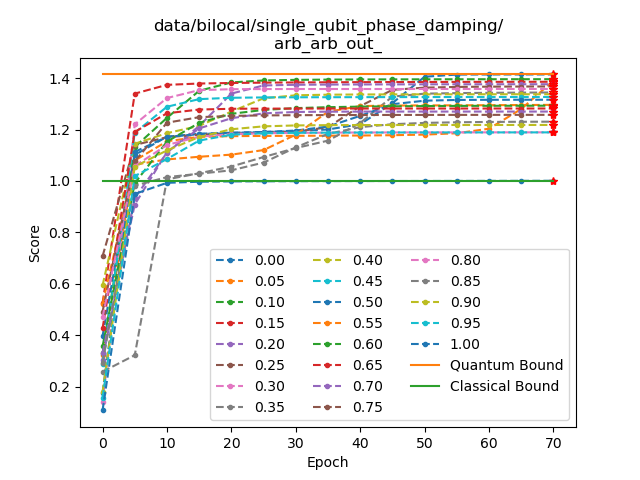 data/bilocal/single_qubit_phase_damping/
arb_arb_out_
Score
1.4
1.2
1.0
0.8
0.6
0.4
0.2
0.00 0.40 0.80
0.05 0.45 0.85
0.10 0.50 0.90
0.15 0.55 0.95
0.20 0.60 1.00
0.25 0.65 Quantum Bound
0.30 0.70 Classical Bound
0.35 0.75
0 10 20 30 40 50 60 70
Epoch